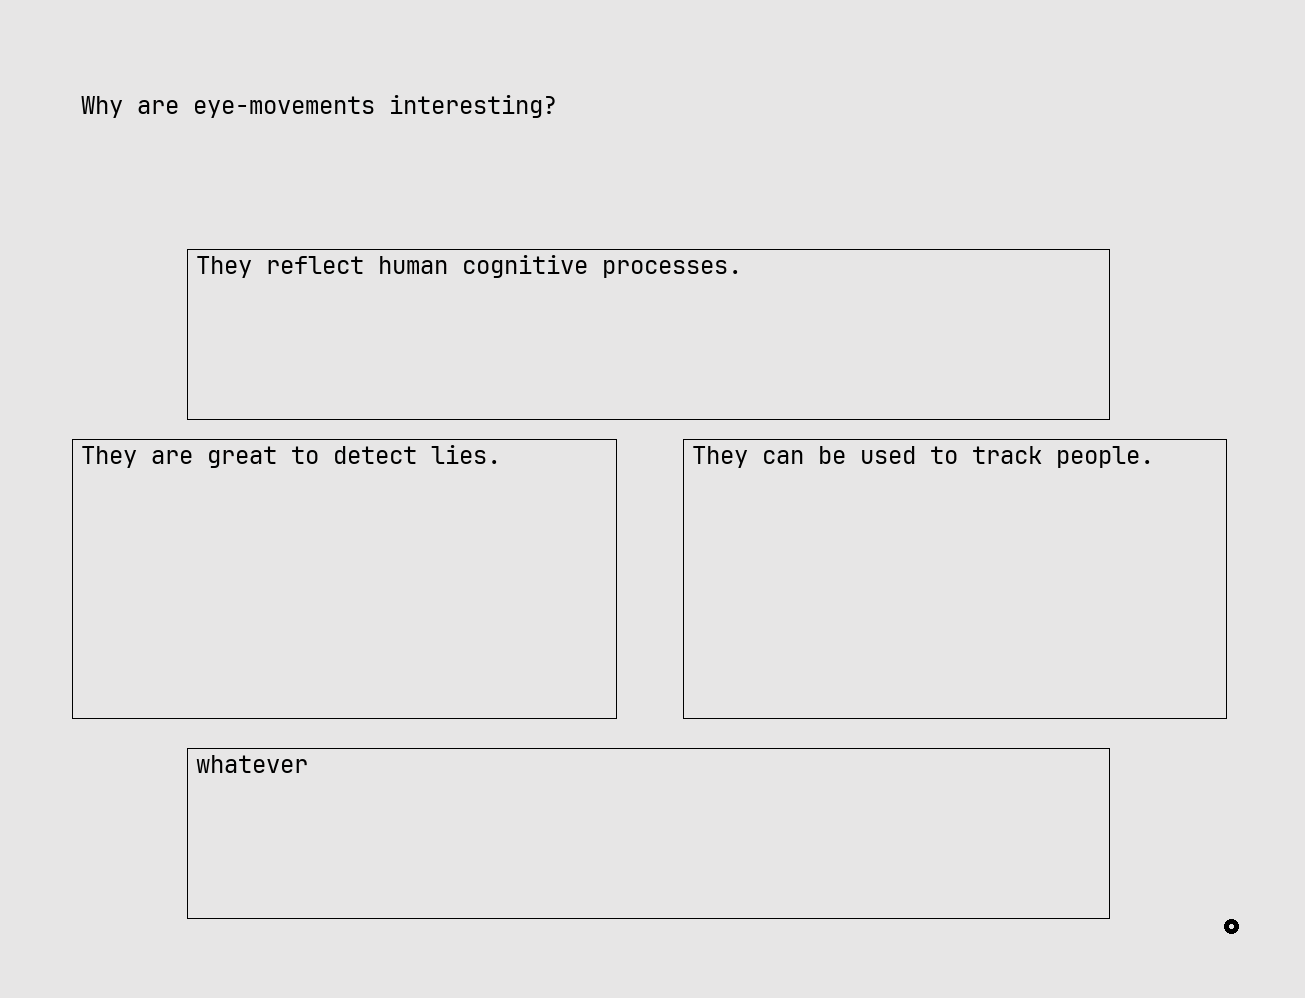 Why are eye-movements interesting?
They reflect human cognitive processes.
They are great to detect lies.
They can be used to track people.
whatever